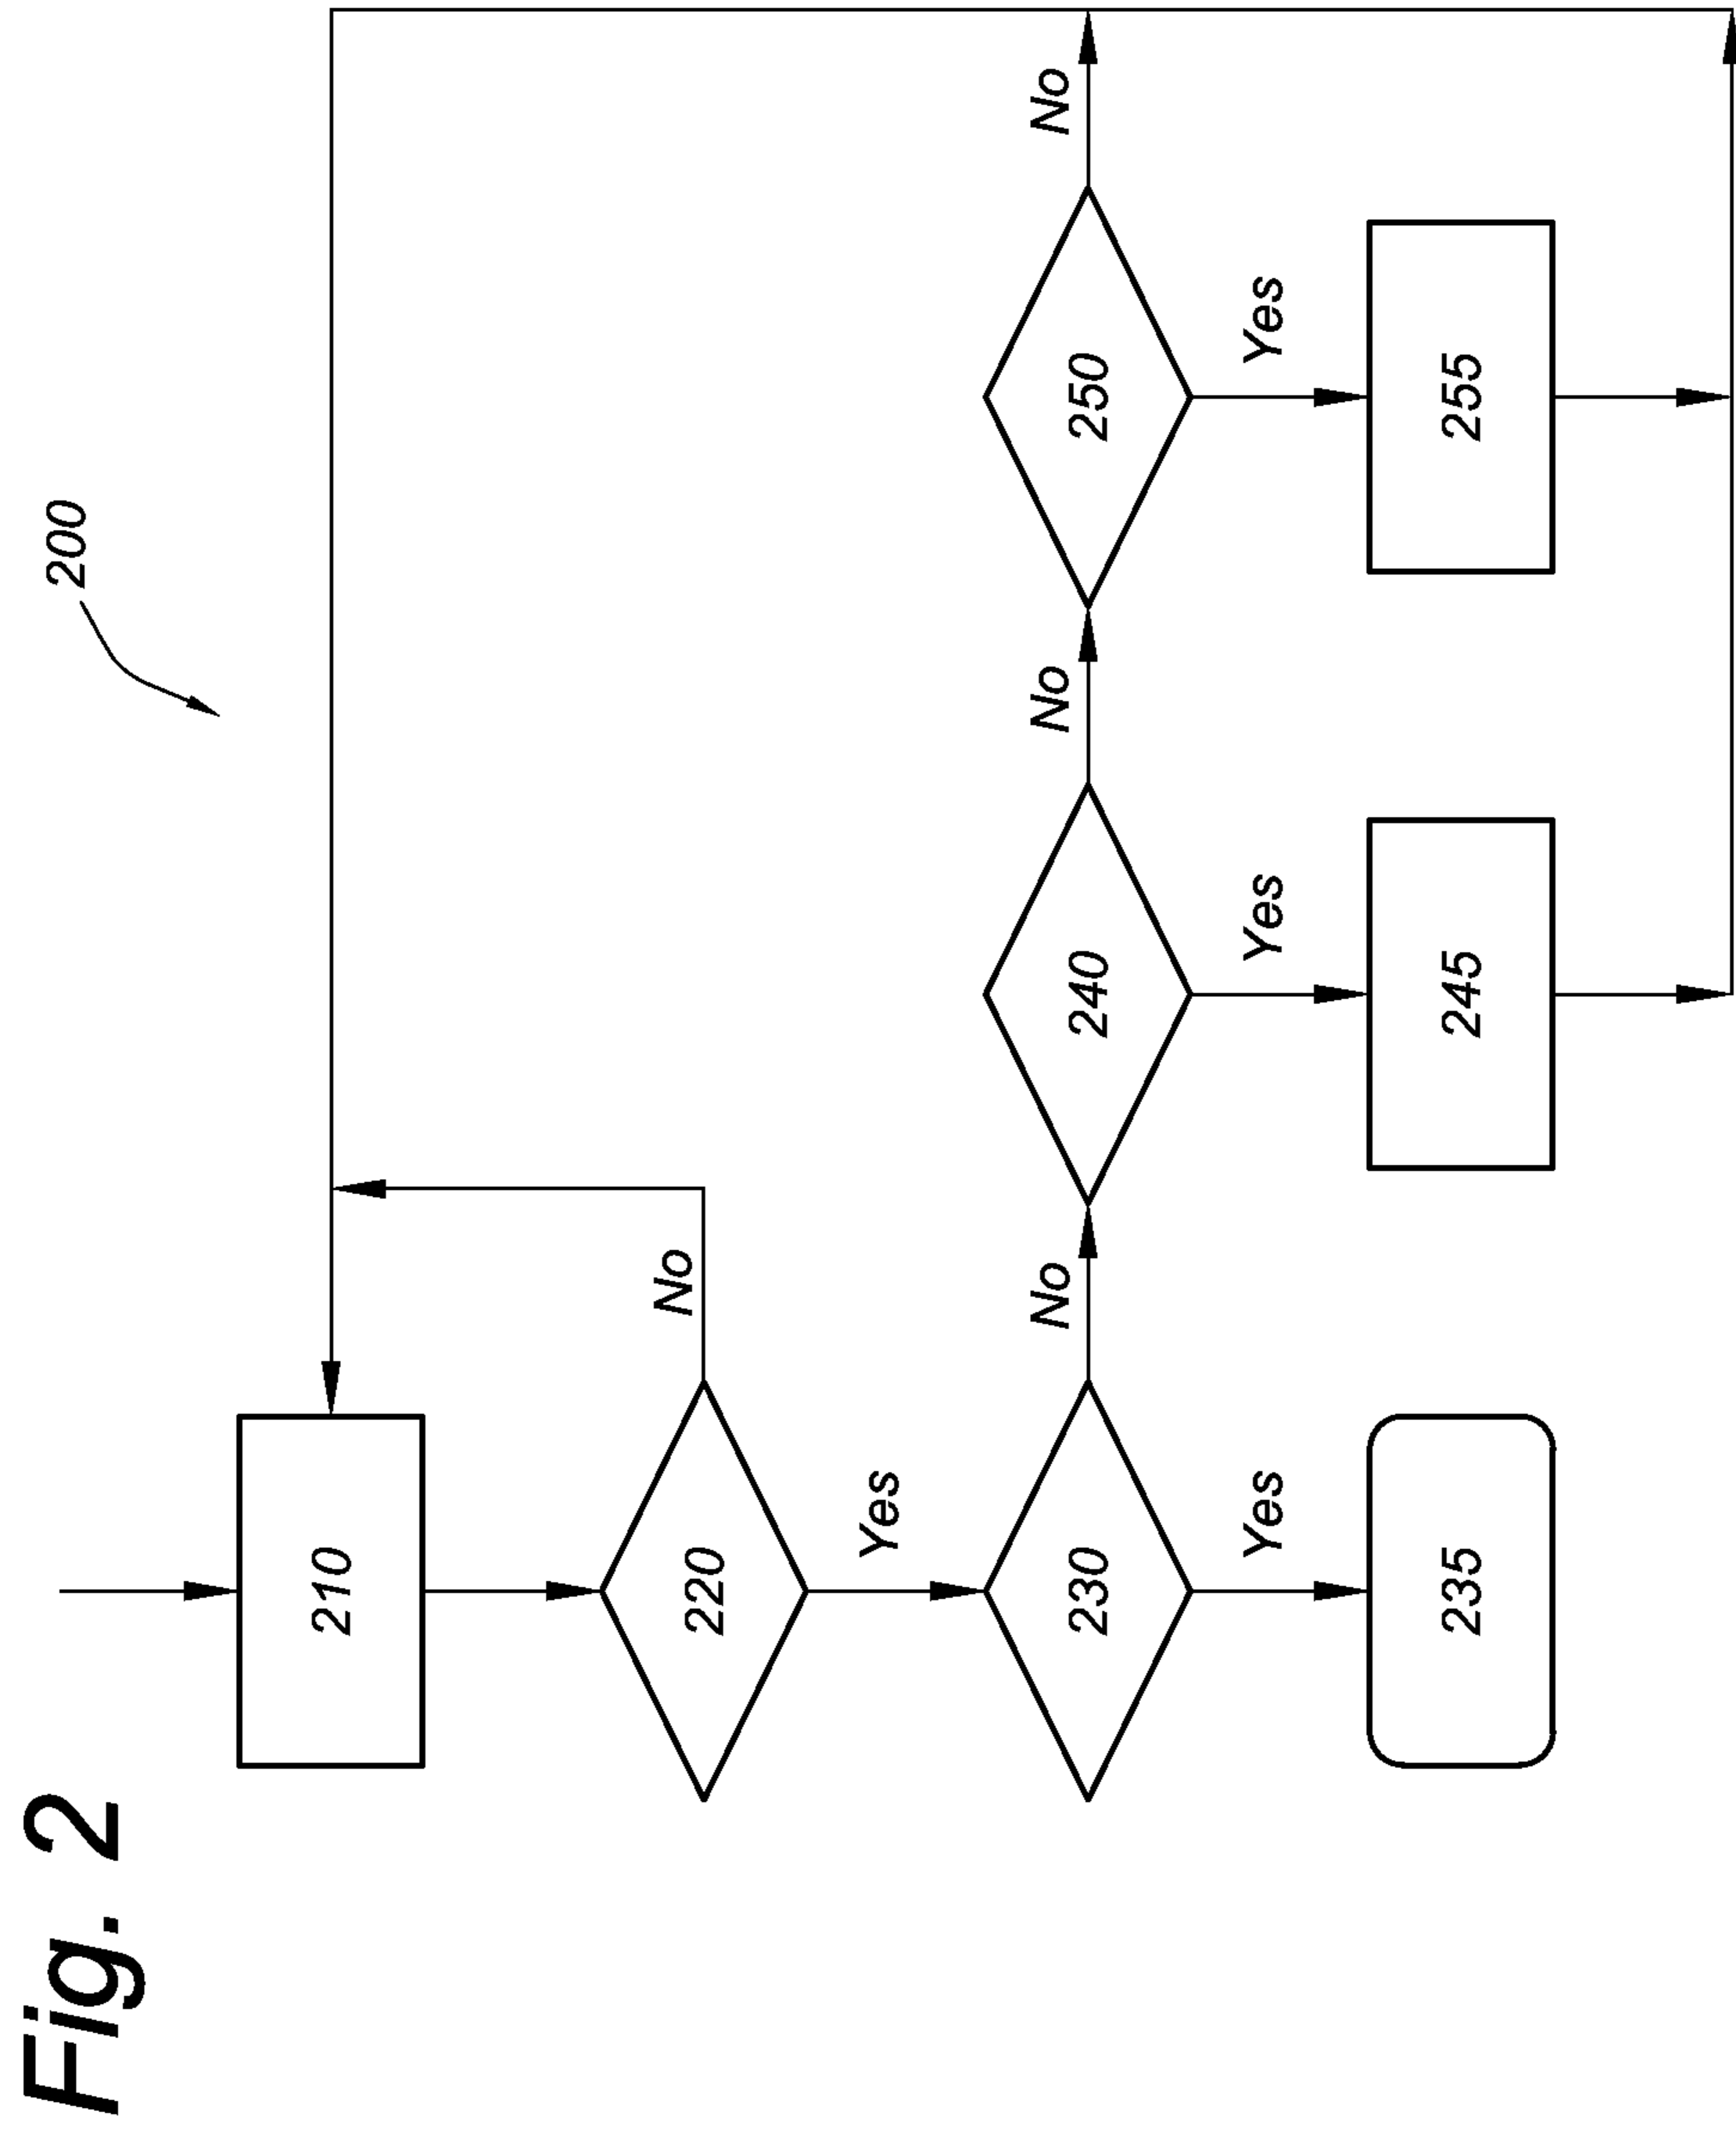 Fig. 2
200
210
220
No
Yes
230
No
240
No
250
No
Yes
Yes
Yes
235
245
255